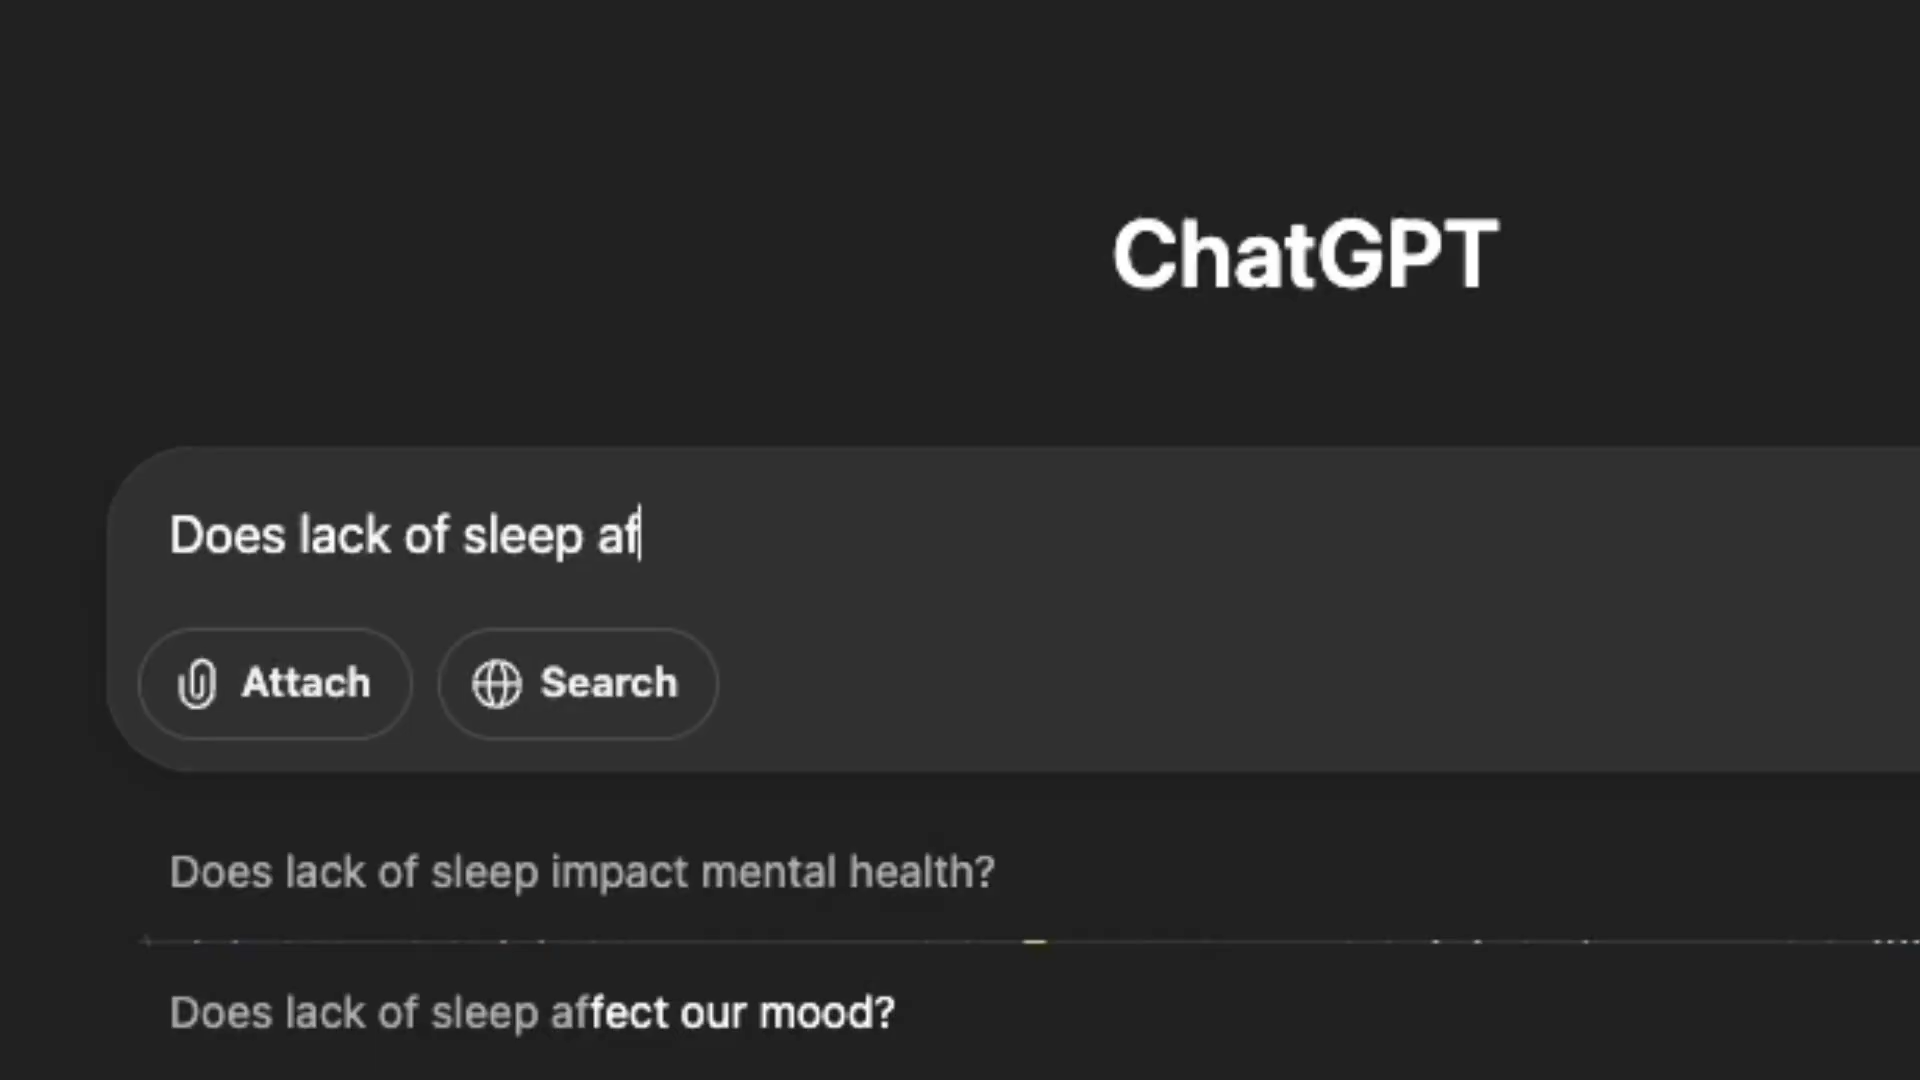 ChatGPT
Does lack of sleep af
Attach
Search
Does lack of sleep impact mental health?
Does lack of sleep affect our mood?